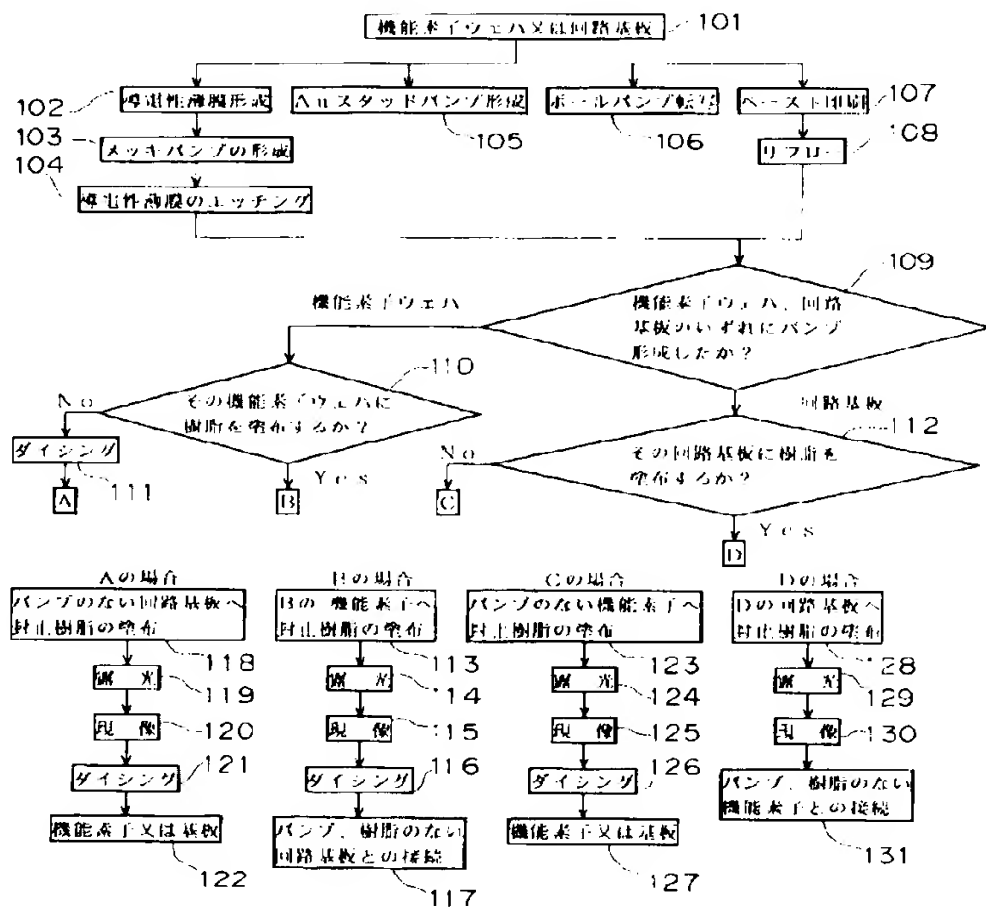 機能素子ウェハ又は回路基板
101
102
導電性薄膜形成
Auスタッドバンプ形成
ボールバンプ転写
ペースト印刷
107
103
メッキバンプの形成
105
106
リフロー
108
104
導電性薄膜のエッチング
109
機能素子ウェハ
機能素子ウェハ、回路
基板のいずれにバンプ
形成したか？
110
No
その機能素子ウェハに
樹脂を塗布するか？
回路基板
112
ダイシング
111
No
その回路基板に樹脂を
塗布するか？
A
B
Yes
C
Yes
D
Aの場合
バンプのない回路基板へ
封止樹脂の塗布
118
露 光
119
現 像
120
ダイシング
121
機能素子又は基板
122
Bの場合
Bの機能素子へ
封止樹脂の塗布
113
露 光
14
現 像
15
ダイシング
116
バンプ、樹脂のない
回路基板との接続
117
Cの場合
バンプのない機能素子へ
封止樹脂の塗布
123
露 光
124
現 像
125
ダイシング
126
機能素子又は基板
127
Dの場合
Dの回路基板へ
封止樹脂の塗布
128
露 光
129
現 像
130
バンプ、樹脂のない
機能素子との接続
131